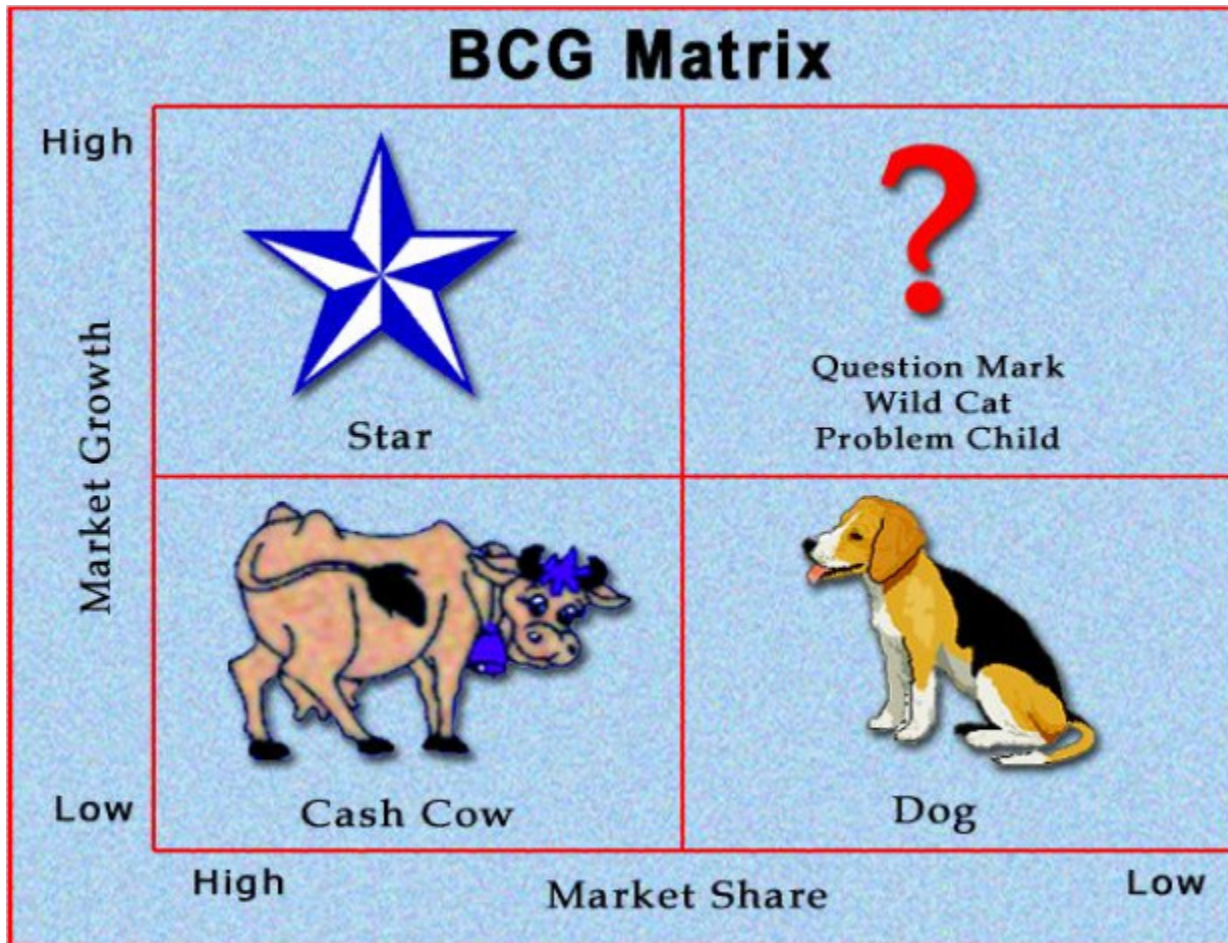 BCG Matrix
High
Market Growth
Star
Question Mark
Wild Cat
Problem Child
Low
Cash Cow
Dog
High
Market Share
Low